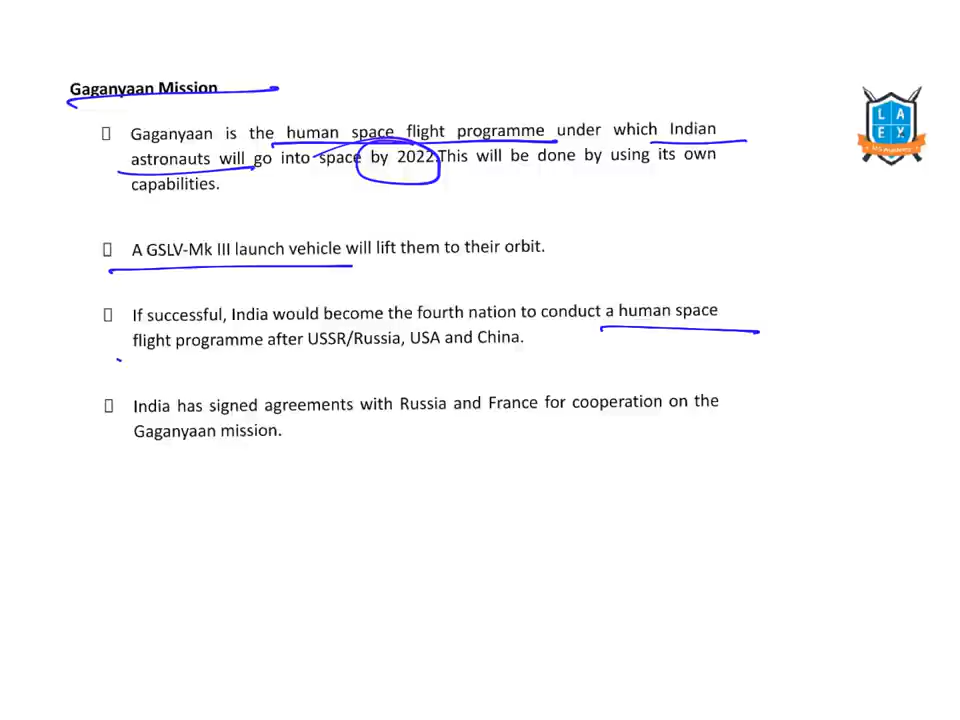 Gaganyaan Mission
Gaganyaan is the human space flight programme under which Indian
astronauts will go into space by 2022.This will be done by using its own
capabilities.
A GSLV-Mk III launch vehicle will lift them to their orbit.
If successful, India would become the fourth nation to conduct a human space
flight programme after USSR/Russia, USA and China.
India has signed agreements with Russia and France for cooperation on the
Gaganyaan mission.
L A
E X